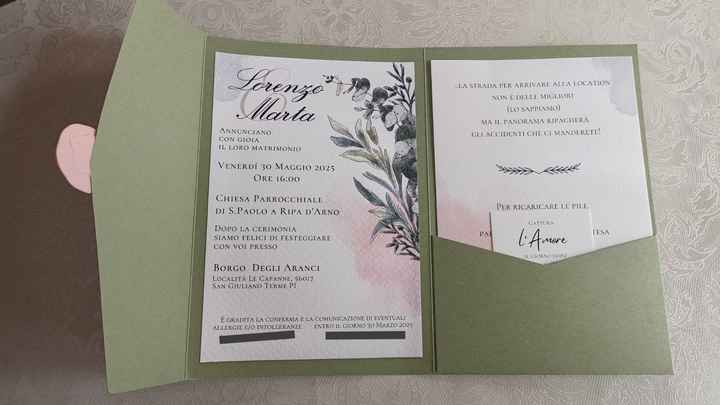 Lorenzo
&
Marta
Annunciano
con gioia
il loro matrimonio
Venerdì 30 Maggio 2025
Ore 16:00
Chiesa Parrocchiale
di S.Paolo a Ripa d'Arno
Dopo la cerimonia
siamo felici di festeggiare
con voi presso
Borgo Degli Aranci
Località Le Capanne, 56017
San Giuliano Terme PI
È gradita la conferma e la comunicazione di eventuali
allergie e/o intolleranze entro il giorno 30 Marzo 2025
...la strada per arrivare alla location
non è delle migliori
(lo sappiamo)
ma il panorama ripagherà
gli accidenti che ci manderete!
Per ricaricare le pile
Cattura
L'Amore